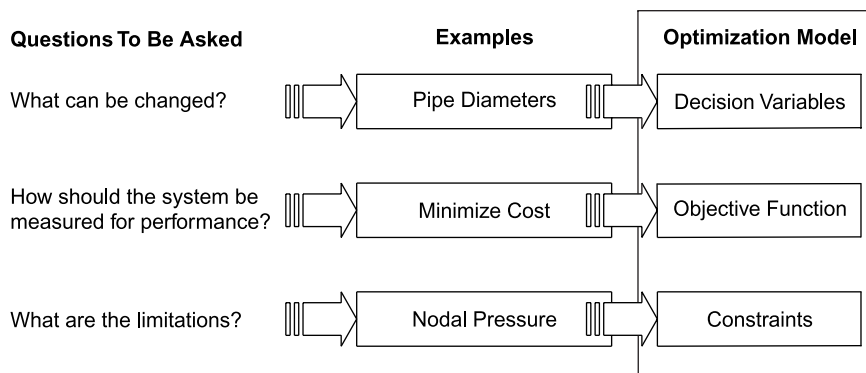 Questions To Be Asked
Examples
Optimization Model
What can be changed?
Pipe Diameters
Decision Variables
How should the system be
measured for performance?
Minimize Cost
Objective Function
What are the limitations?
Nodal Pressure
Constraints